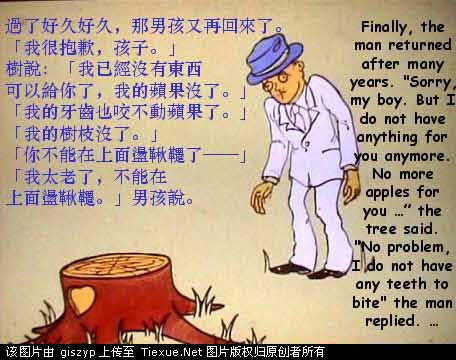 過了好久好久，那男孩又再回來了。
「我很抱歉，孩子。」
樹說：「我已經沒有東西
可以給你了，我的蘋果沒了。」
「我的牙齒也咬不動蘋果了。」
「我的樹枝沒了。」
「你不能在上面盪鞦韆了——」
「我太老了，不能在
上面盪鞦韆。」男孩說。
Finally, the
man returned
after many
years. "Sorry,
my boy. But I
do not have
anything for
you anymore.
No more
apples for
you …” the
tree said.
"No problem,
I do not have
any teeth to
bite" the man
replied. …
该图片由 giszyp 上传至 Tiexue.Net 图片版权归原创者所有